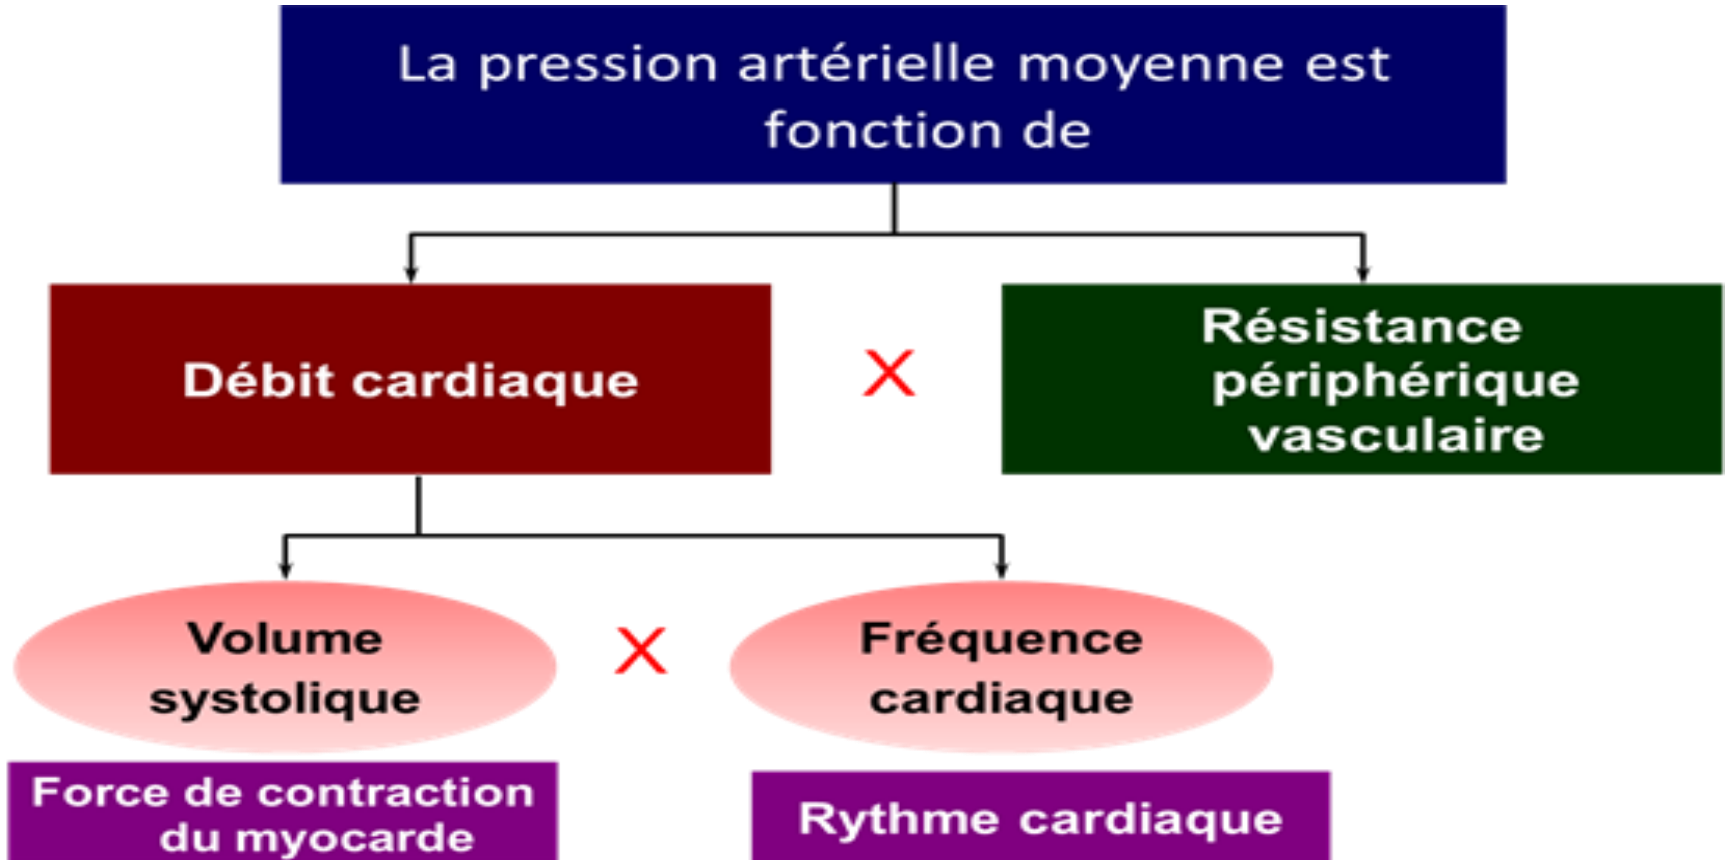 La pression artérielle moyenne est
fonction de
Débit cardiaque
X
Résistance
périphérique
vasculaire
Volume
systolique
X
Fréquence
cardiaque
Force de contraction
du myocarde
Rythme cardiaque